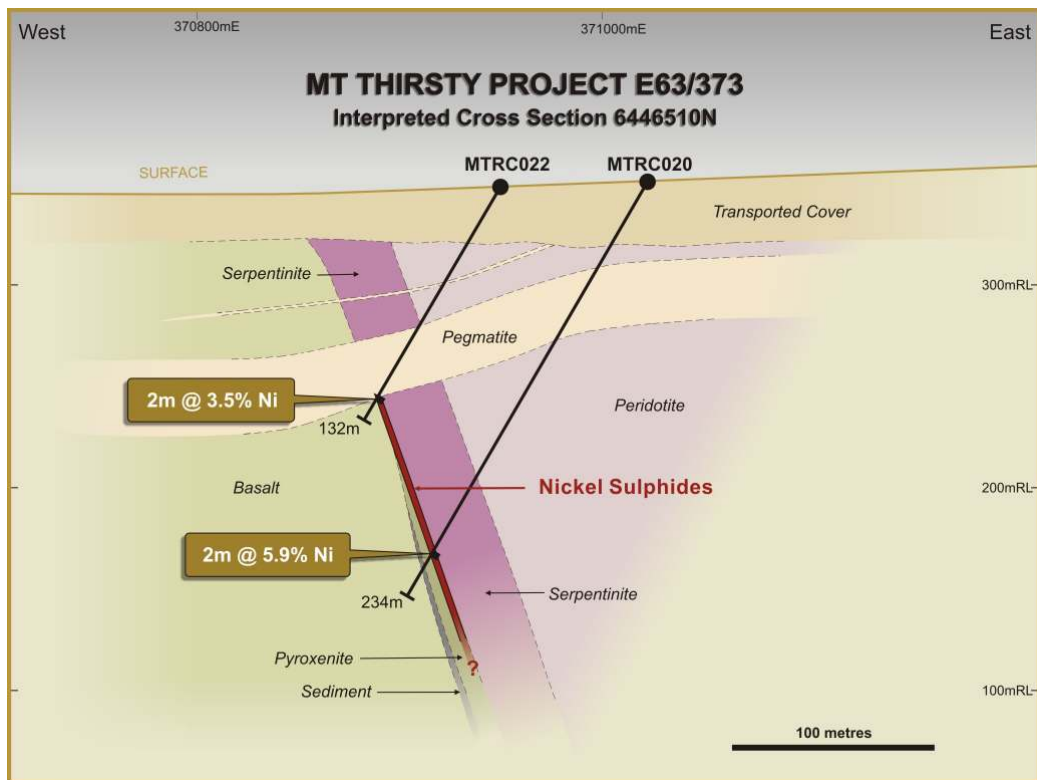 370800mE
371000mE
West
East
MT THIRSTY PROJECT E63/373
Interpreted Cross Section 6446510N
MTRC022
MTRC020
SURFACE
Transported Cover
Serpentinite
300mRL
Pegmatite
2m @ 3.5% Ni
Peridotite
132m
Basalt
Nickel Sulphides
200mRL
2m @ 5.9% Ni
234m
Serpentinite
Pyroxenite
?
Sediment
100mRL
100 metres